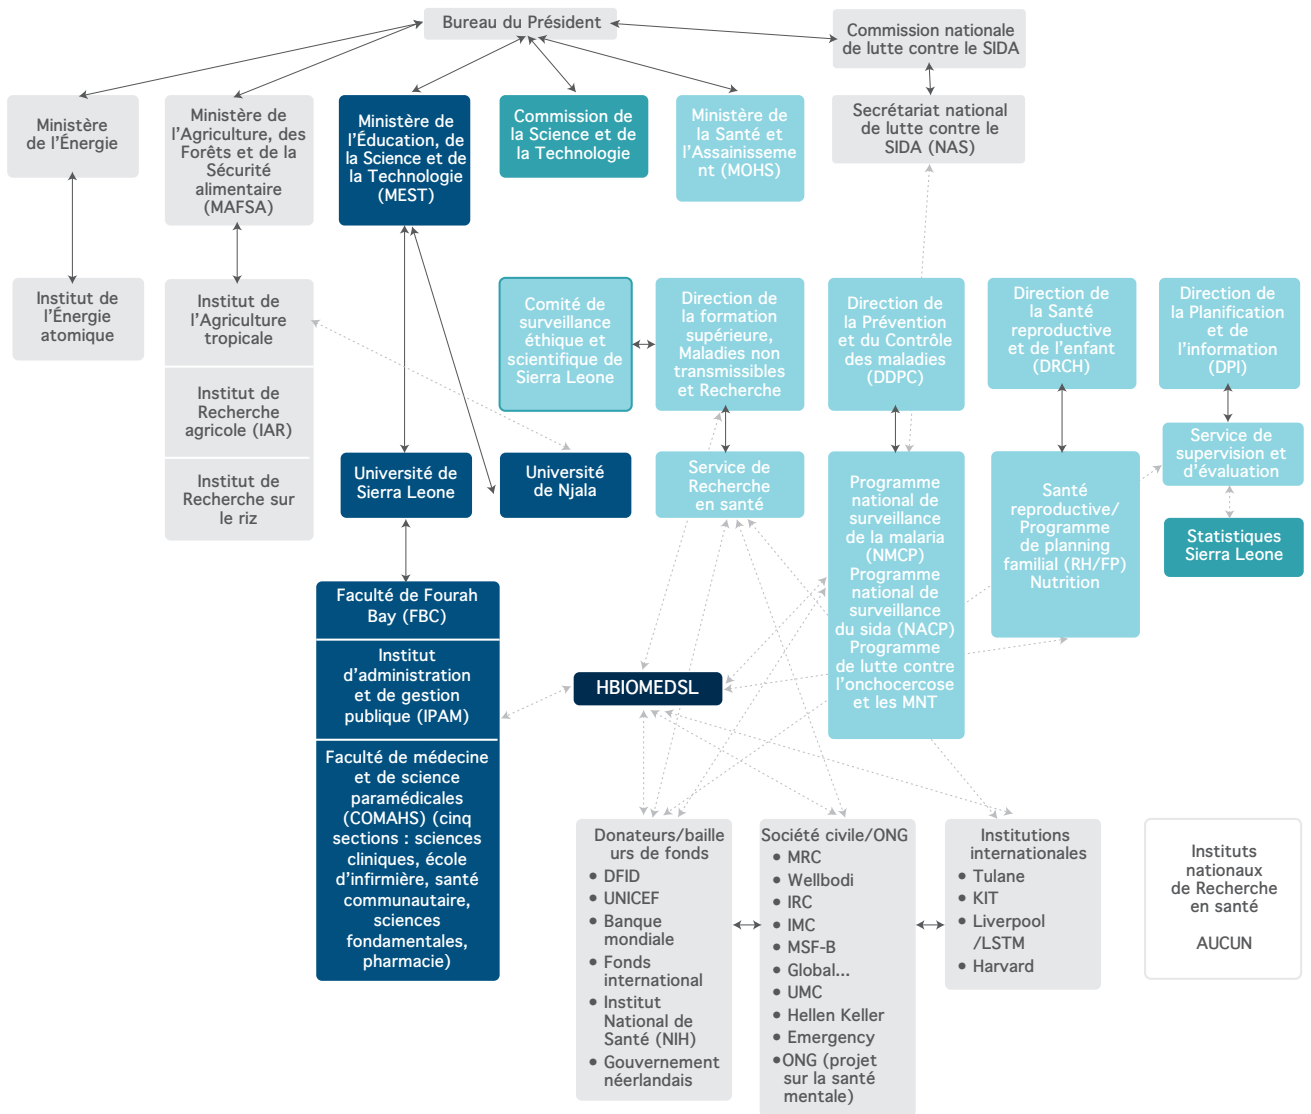 Bureau du Président
Commission nationale
de lutte contre le SIDA
Ministère
de l'Énergie
Ministère de
l'Agriculture, des
Forêts et de la
Sécurité
alimentaire
(MAFSA)
Ministère de
l'Éducation, de
la Science et de
la Technologie
(MEST)
Commission de
la Science et de
la Technologie
Ministère de
la Santé et
l'Assainisseme
nt (MOHS)
Secrétariat national
de lutte contre le
SIDA (NAS)
Institut de
l'Énergie
atomique
Institut de
l'Agriculture
tropicale
Institut de
Recherche
agricole (IAR)
Institut de
Recherche sur
le riz
Comité de
surveillance
éthique et
scientifique de
Sierra Leone
Direction de
la formation
supérieure,
Maladies non
transmissibles
et Recherche
Direction de
la Prévention
et du Contrôle
des maladies
(DDPC)
Direction de
la Santé
reproductive
et de l'enfant
(DRCH)
Direction de
la Planification
et de
l'information
(DPI)
Université de
Sierra Leone
Université
de Njala
Service de
Recherche
en santé
Programme
national de
surveillance
de la malaria
(NMCP)
Programme
national de
surveillance
du sida (NACP)
Programme
de lutte contre
l'onchocercose
et les MNT
Santé
reproductive/
Programme
de planning
familial (RH/FP)
Nutrition
Service de
supervision et
d'évaluation
Statistiques
Sierra Leone
Faculté de Fourah
Bay (FBC)
Institut
d'administration
et de gestion
publique (IPAM)
Faculté de médecine
et de science
paramédicales
(COMAHS) (cinq
sections : sciences
cliniques, école
d'infirmière, santé
communautaire,
sciences
fondamentales,
pharmacie)
HBIOMEDSL
Donateurs/baille
urs de fonds
• DFID
• UNICEF
• Banque
mondiale
• Fonds
international
• Institut
National de
Santé (NIH)
• Gouvernement
néerlandais
Société civile/ONG
• MRC
• Wellbodi
• IRC
• IMC
• MSF-B
• Global...
• UMC
• Hellen Keller
• Emergency
•ONG (projet
sur la santé
mentale)
Institutions
internationales
• Tulane
• KIT
• Liverpool
/LSTM
• Harvard
Instituts
nationaux
de Recherche
en santé
AUCUN